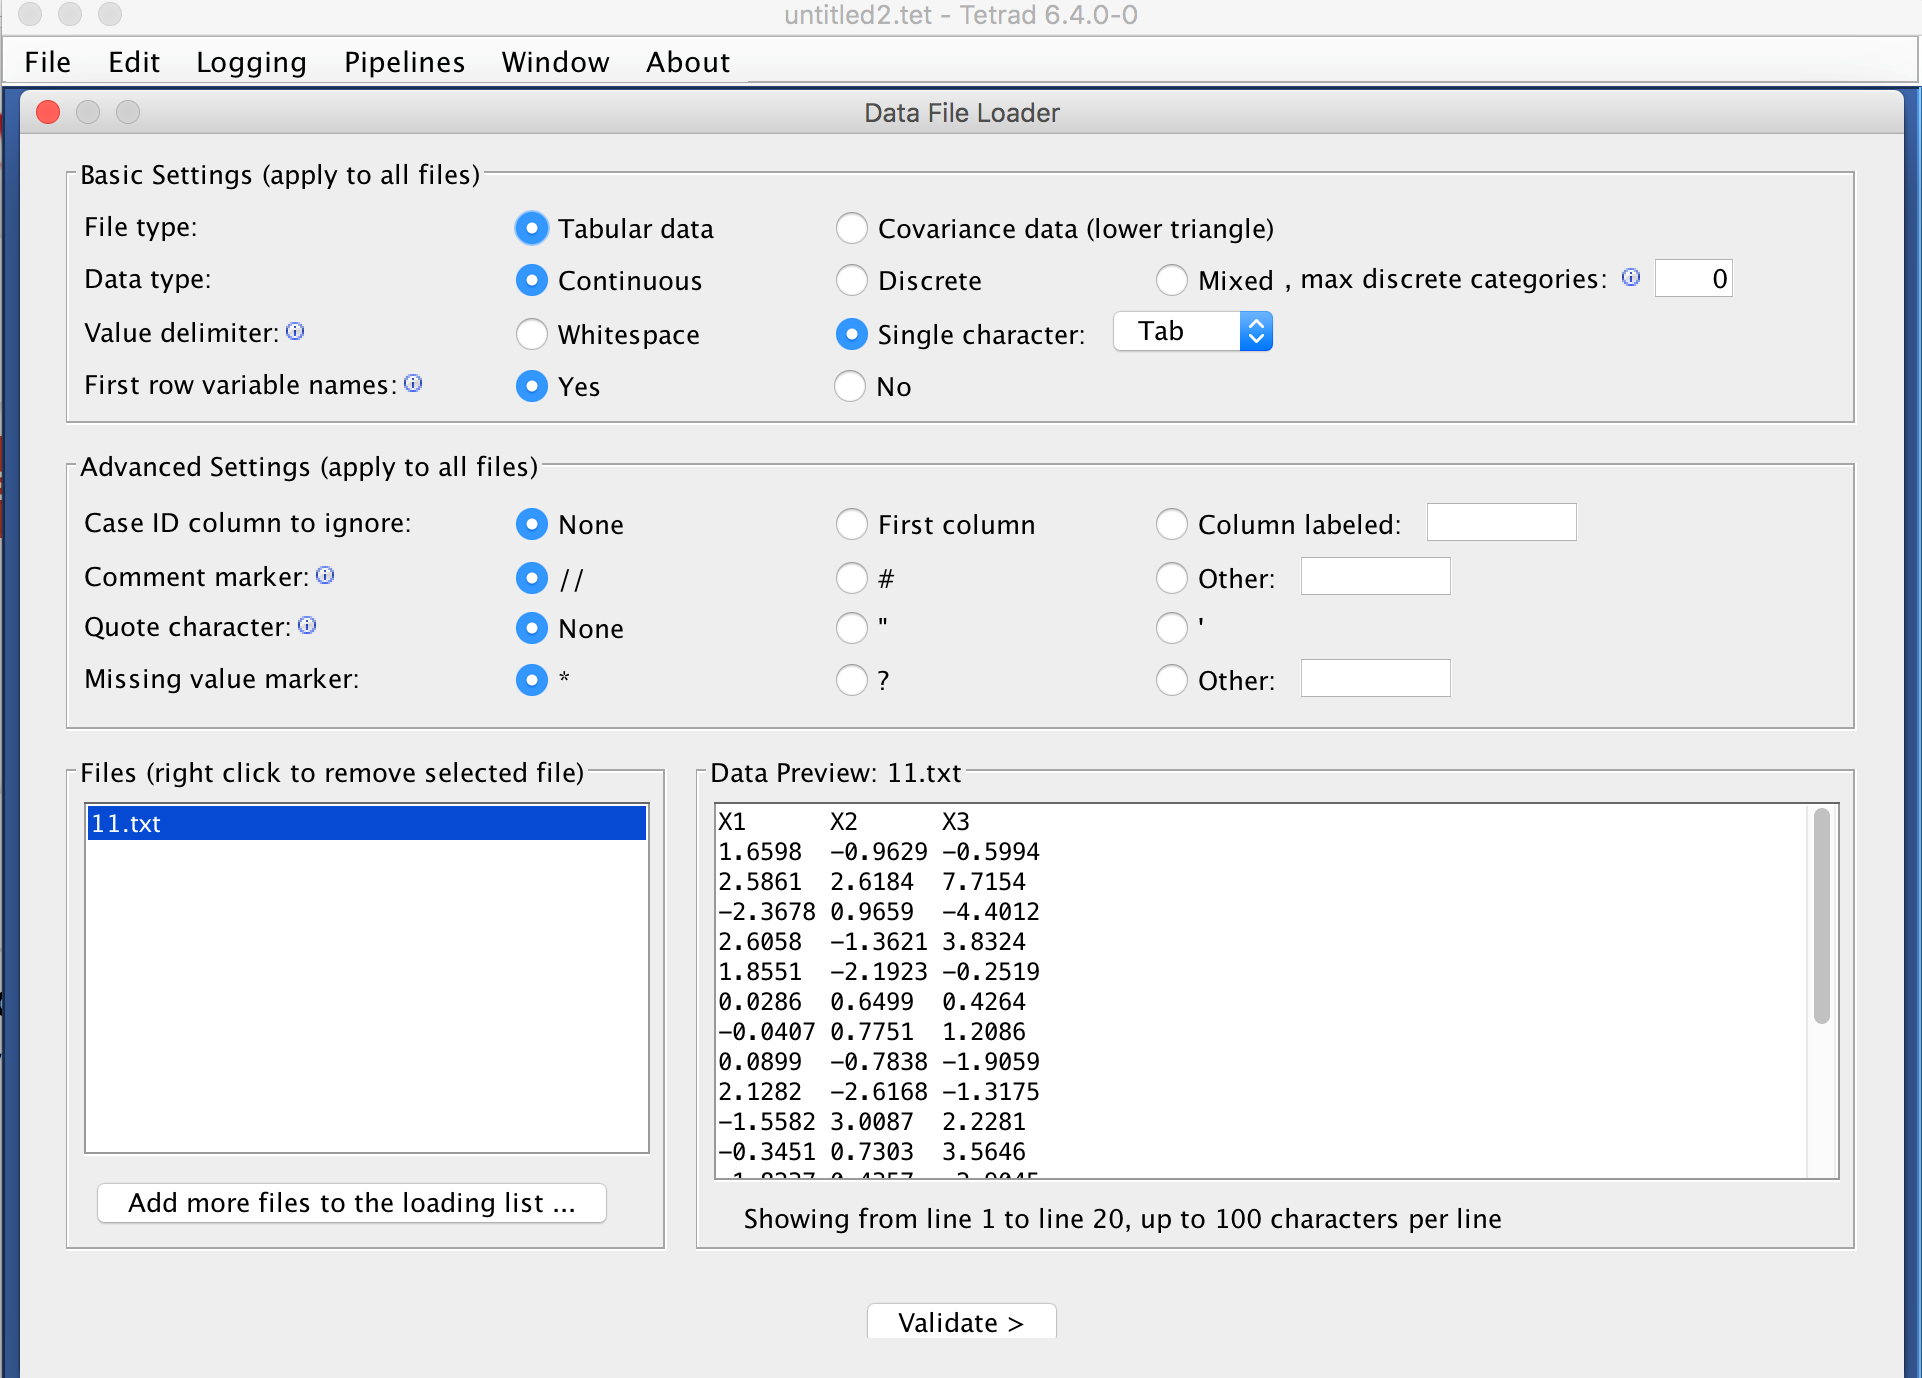 untitled2.tet - Tetrad 6.4.0-0
File Edit Logging Pipelines Window About
Data File Loader
Basic Settings (apply to all files)
File type: Tabular data Covariance data (lower triangle)
Data type: Continuous Discrete Mixed , max discrete categories: 0
Value delimiter: Whitespace Single character: Tab
First row variable names: Yes No
Advanced Settings (apply to all files)
Case ID column to ignore: None First column Column labeled:
Comment marker: // # Other:
Quote character: None " '
Missing value marker: * ? Other:
Files (right click to remove selected file)
11.txt
Add more files to the loading list ...
Data Preview: 11.txt
X1 X2 X3
1.6598 -0.9629 -0.5994
2.5861 2.6184 7.7154
-2.3678 0.9659 -4.4012
2.6058 -1.3621 3.8324
1.8551 -2.1923 -0.2519
0.0286 0.6499 0.4264
-0.0407 0.7751 1.2086
0.0899 -0.7838 -1.9059
2.1282 -2.6168 -1.3175
-1.5582 3.0087 2.2281
-0.3451 0.7303 3.5646
Showing from line 1 to line 20, up to 100 characters per line
Validate >